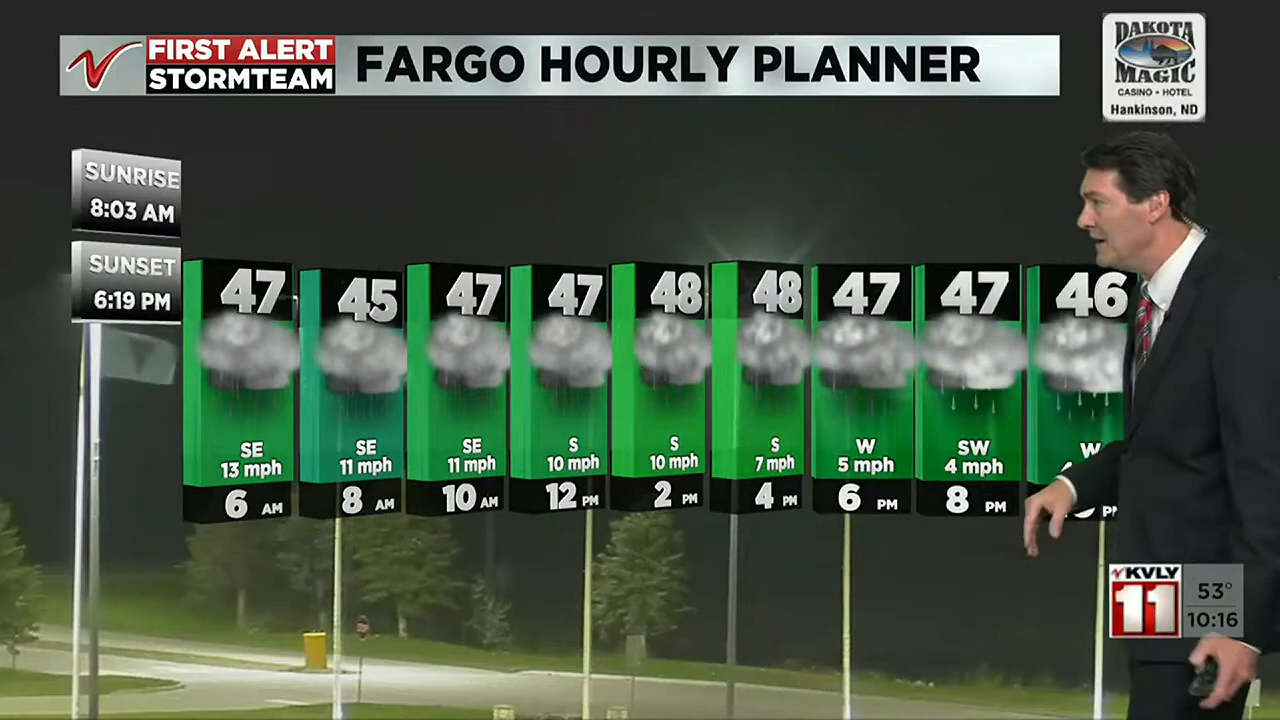 FIRST ALERT
STORMTEAM
FARGO HOURLY PLANNER
DAKOTA
MAGIC
CASINO • HOTEL
Hankinson, ND
SUNRISE
8:03 AM
SUNSET
6:19 PM
47 45 47 47 48 48 47 47 46
SE SE SE S S S W SW W
13 mph 11 mph 11 mph 10 mph 10 mph 7 mph 5 mph 4 mph
6 AM 8 AM 10 AM 12 PM 2 PM 4 PM 6 PM 8 PM
KVLY
11
53°
10:16